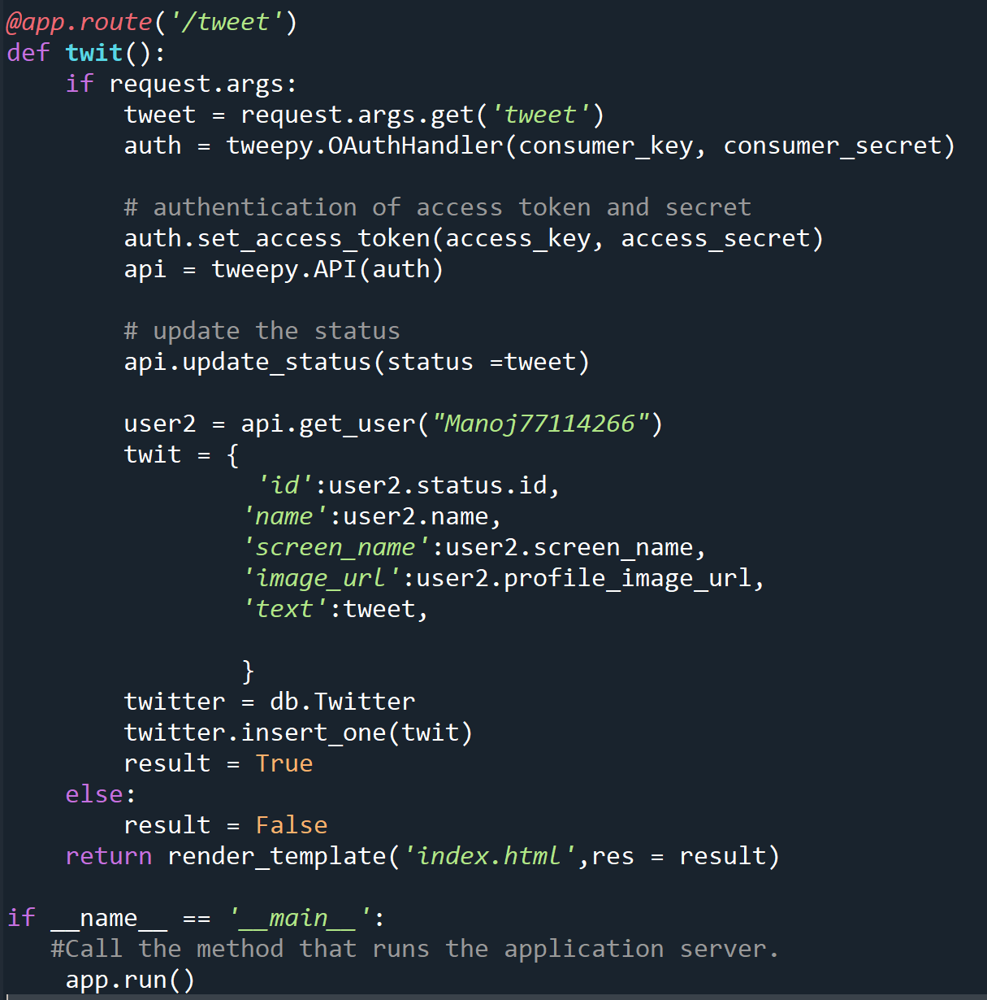 @app.route('/tweet')
def twit():
    if request.args:
        tweet = request.args.get('tweet')
        auth = tweepy.OAuthHandler(consumer_key, consumer_secret)

        # authentication of access token and secret
        auth.set_access_token(access_key, access_secret)
        api = tweepy.API(auth)

        # update the status
        api.update_status(status =tweet)

        user2 = api.get_user("Manoj77114266")
        twit = {
                 'id':user2.status.id,
                'name':user2.name,
                'screen_name':user2.screen_name,
                'image_url':user2.profile_image_url,
                'text':tweet,

                }
        twitter = db.Twitter
        twitter.insert_one(twit)
        result = True
    else:
        result = False
    return render_template('index.html',res = result)

if __name__ == '__main__':
   #Call the method that runs the application server.
    app.run()